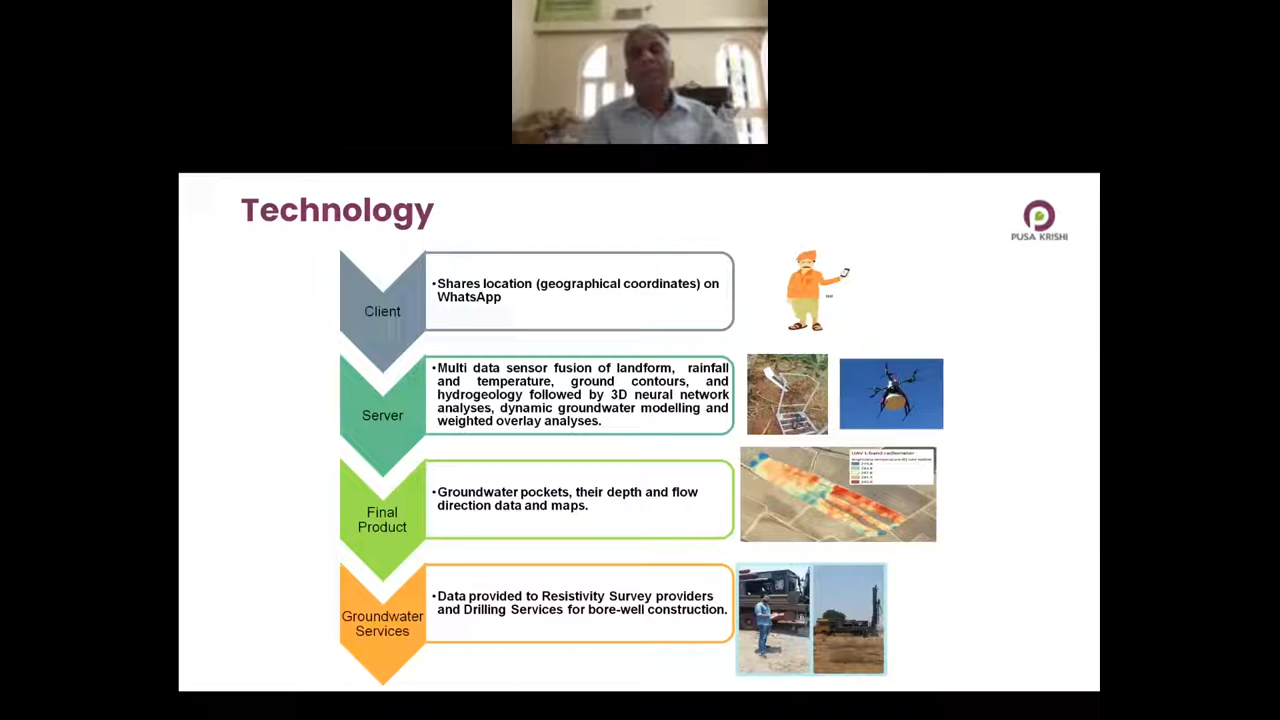 Technology
PUSA KRISHI
Client
•Shares location (geographical coordinates) on
WhatsApp
Server
•Multi data sensor fusion of landform, rainfall
and temperature, ground contours, and
hydrogeology followed by 3D neural network
analyses, dynamic groundwater modelling and
weighted overlay analyses.
Final
Product
•Groundwater pockets, their depth and flow
direction data and maps.
UAV L-band radiometer
Groundwater
Services
•Data provided to Resistivity Survey providers
and Drilling Services for bore-well construction.